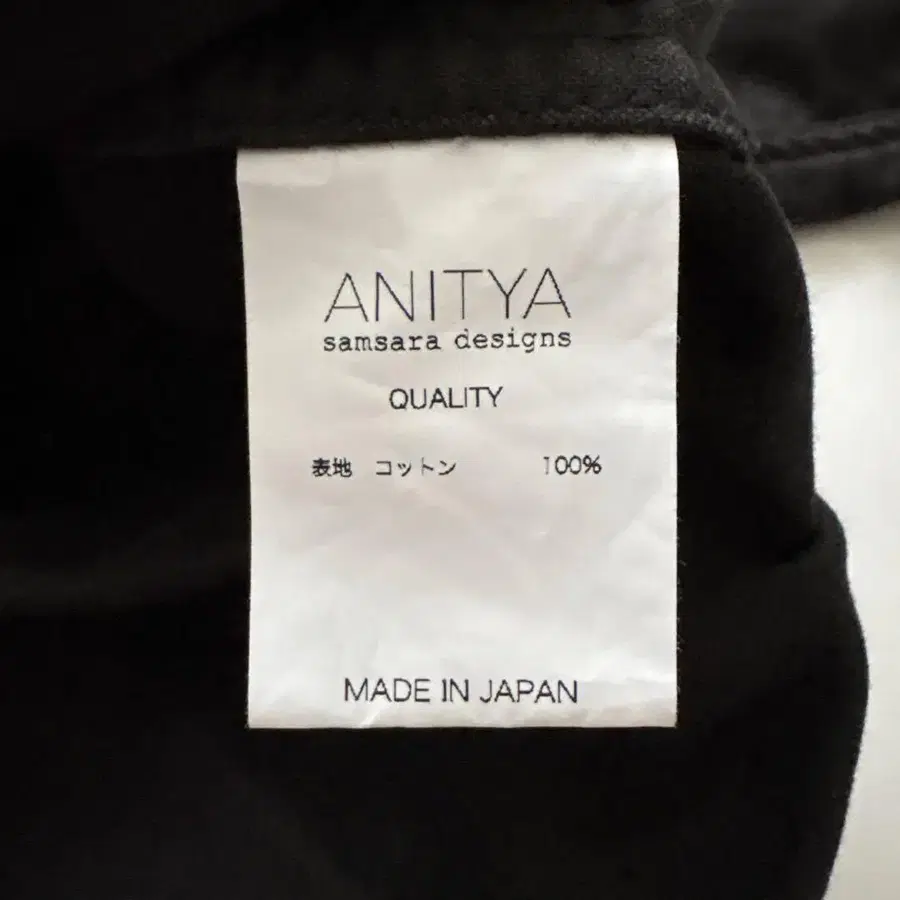 ANITYA
samsara designs
QUALITY
表地 コットン 100%
MADE IN JAPAN